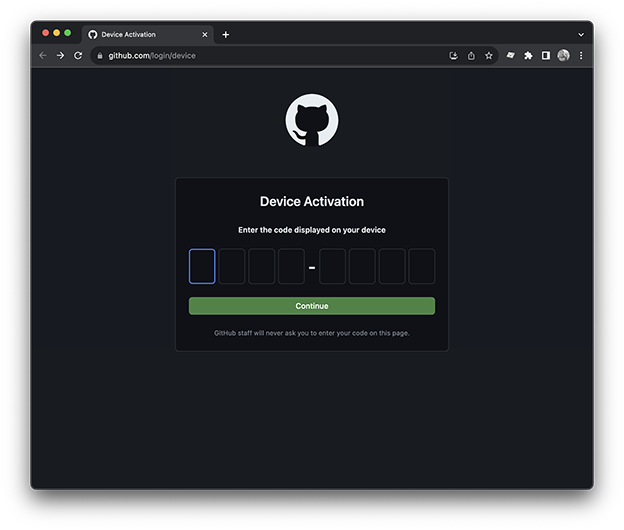 Device Activation
github.com/login/device
Device Activation
Enter the code displayed on your device
-
Continue
GitHub staff will never ask you to enter your code on this page.